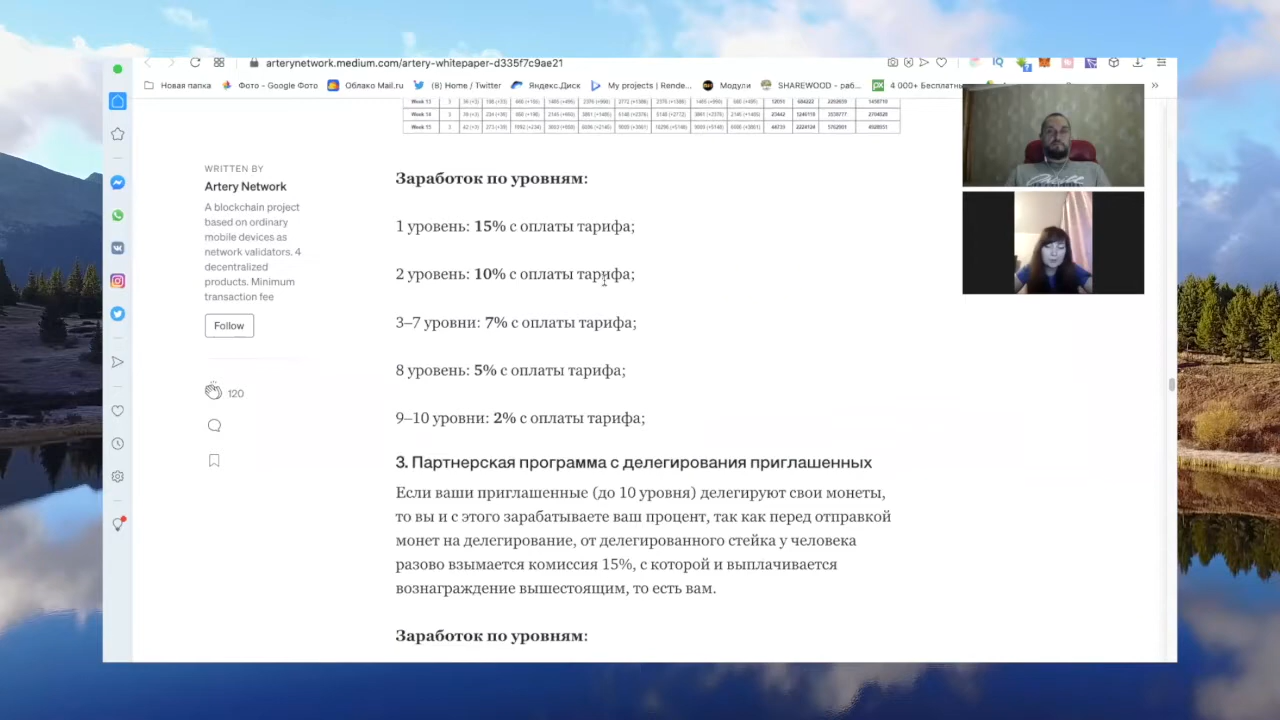 arterynetwork.medium.com/artery-whitepaper-d335f7c9ae21
Новая папка
Фото - Google Фото
Облако Mail.ru
(8) Home / Twitter
Яндекс.Диск
My projects | Rende...
Модули
SHAREWOOD - раб...
4 000+ Бесплатны
Week 13
Week 14
Week 15
WRITTEN BY
Artery Network
A blockchain project
based on ordinary
mobile devices as
network validators. 4
decentralized
products. Minimum
transaction fee
Follow
120
Заработок по уровням:
1 уровень: 15% с оплаты тарифа;
2 уровень: 10% с оплаты тарифа;
3–7 уровни: 7% с оплаты тарифа;
8 уровень: 5% с оплаты тарифа;
9–10 уровни: 2% с оплаты тарифа;
3. Партнерская программа с делегирования приглашенных
Если ваши приглашенные (до 10 уровня) делегируют свои монеты,
то вы и с этого зарабатываете ваш процент, так как перед отправкой
монет на делегирование, от делегированного стейка у человека
разово взымается комиссия 15%, с которой и выплачивается
вознаграждение вышестоящим, то есть вам.
Заработок по уровням: